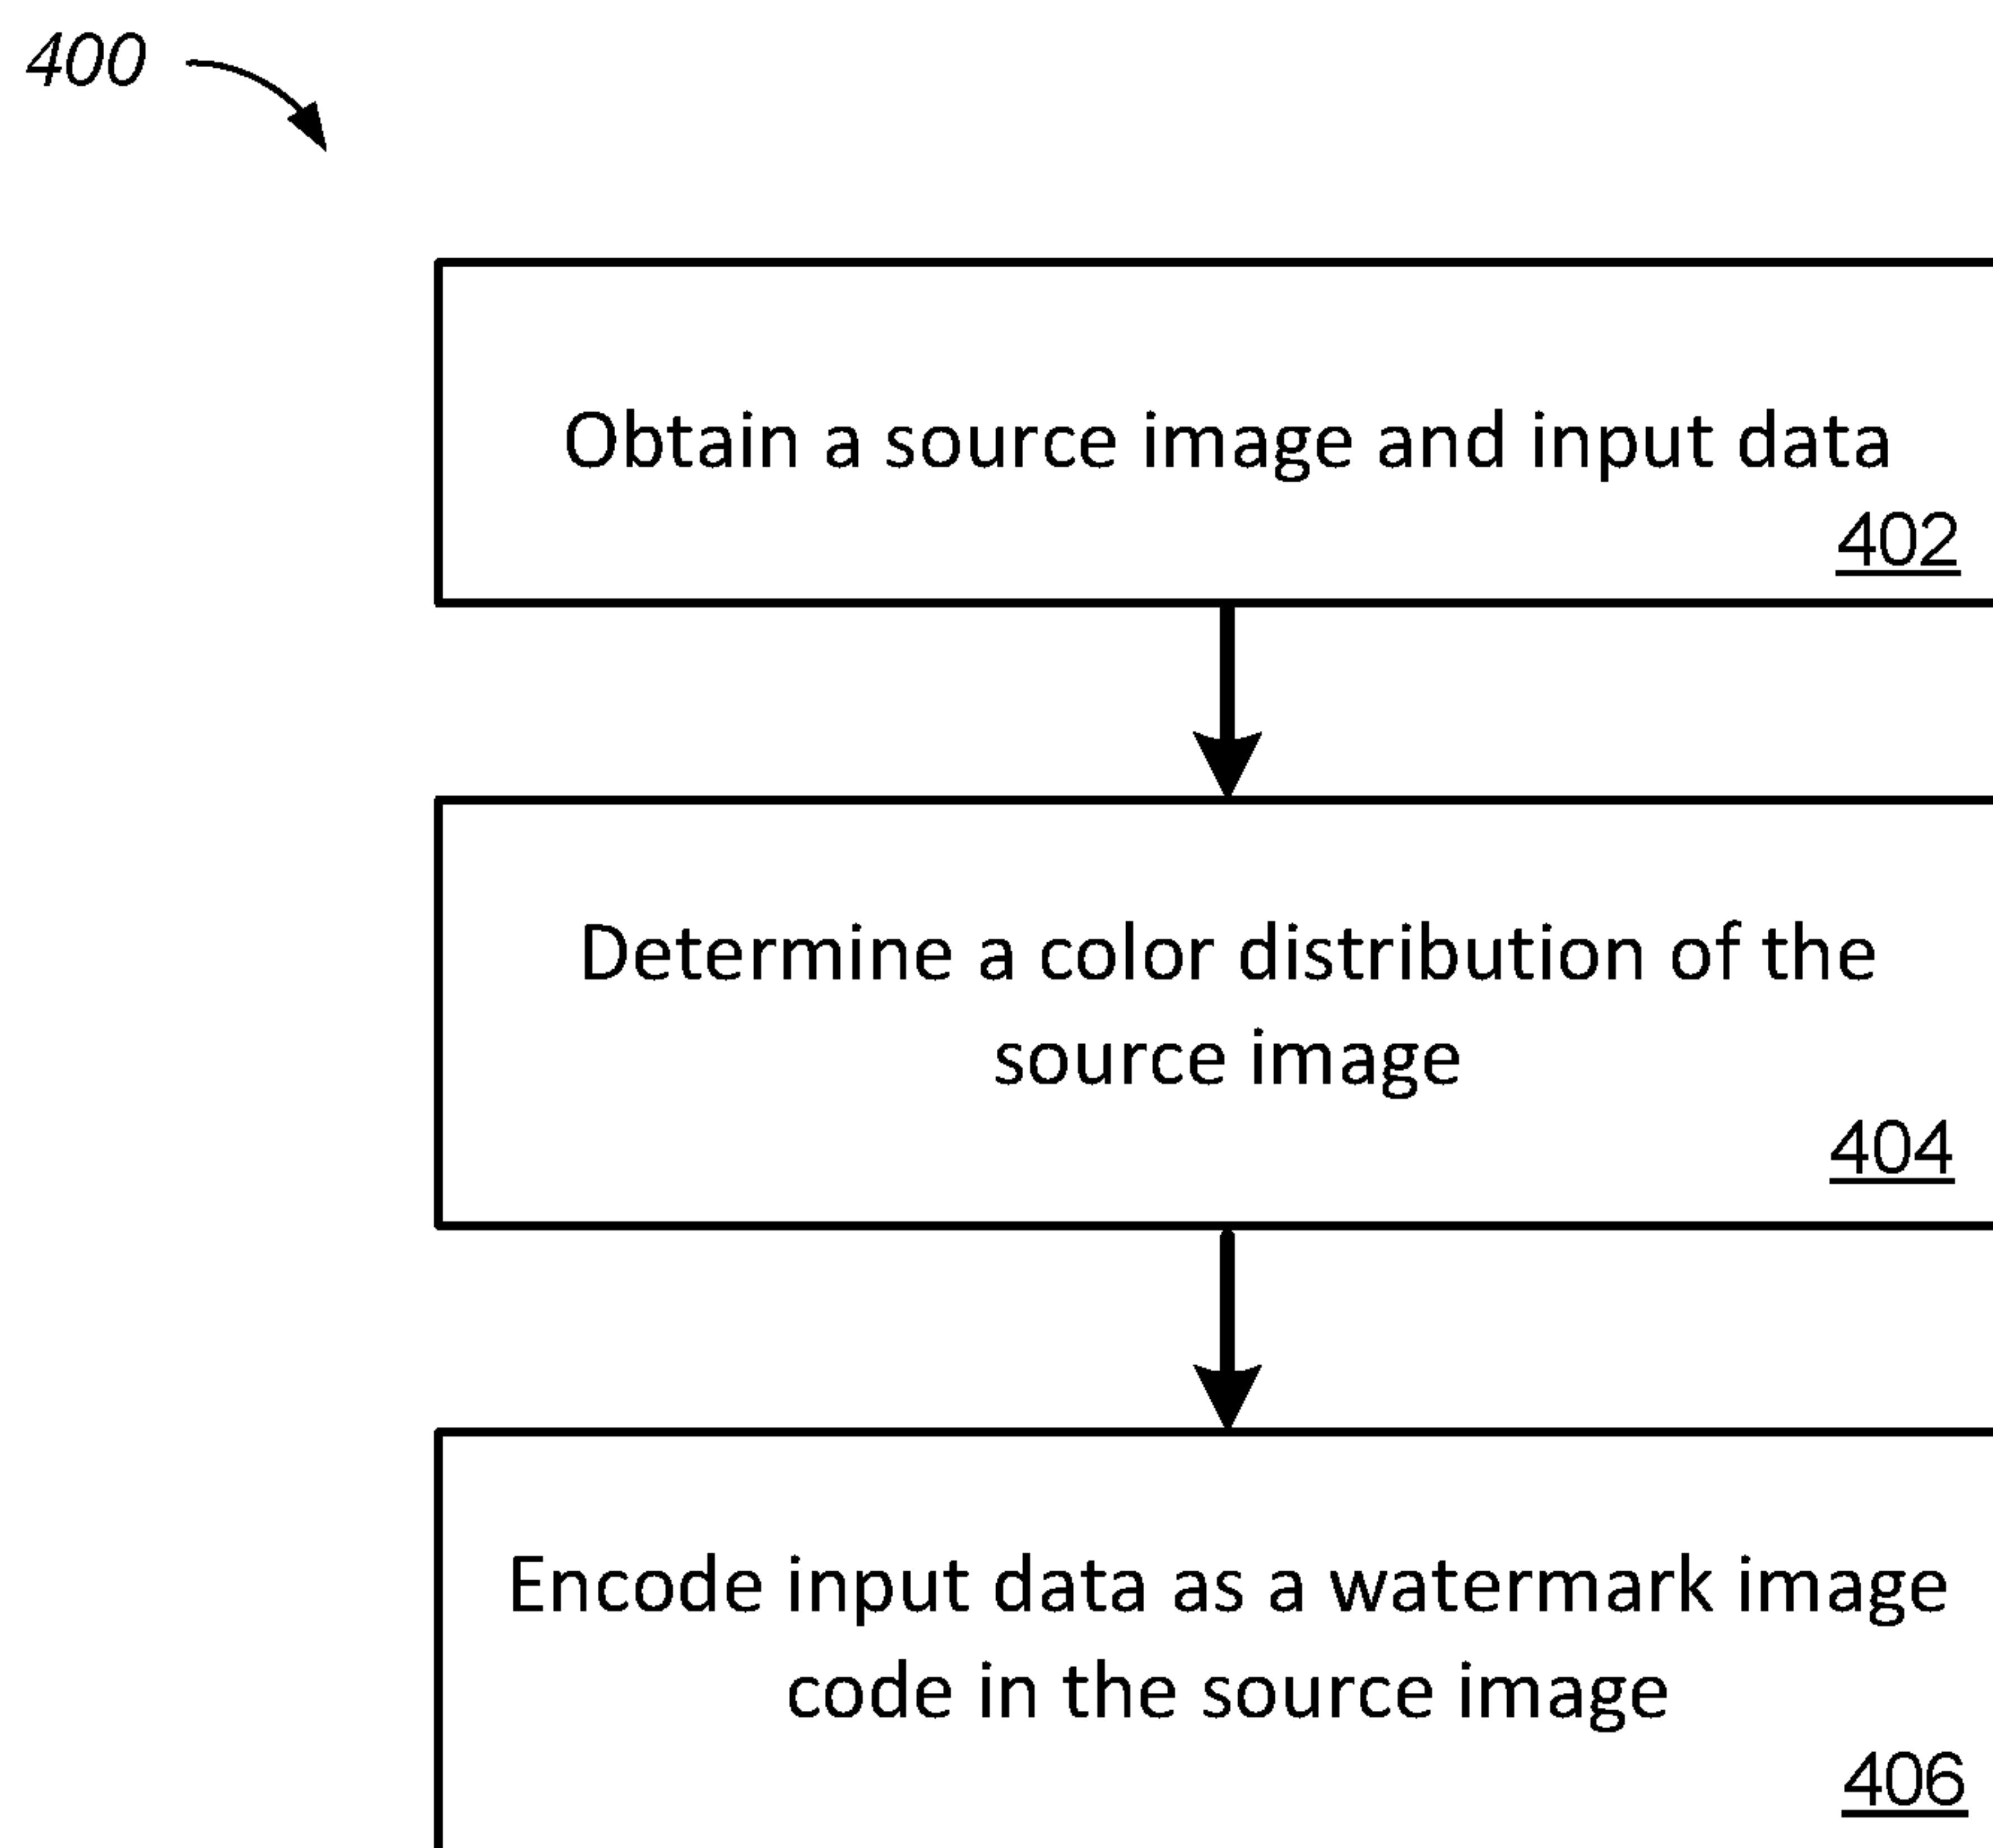 400
Obtain a source image and input data
402
Determine a color distribution of the
source image
404
Encode input data as a watermark image
code in the source image
406